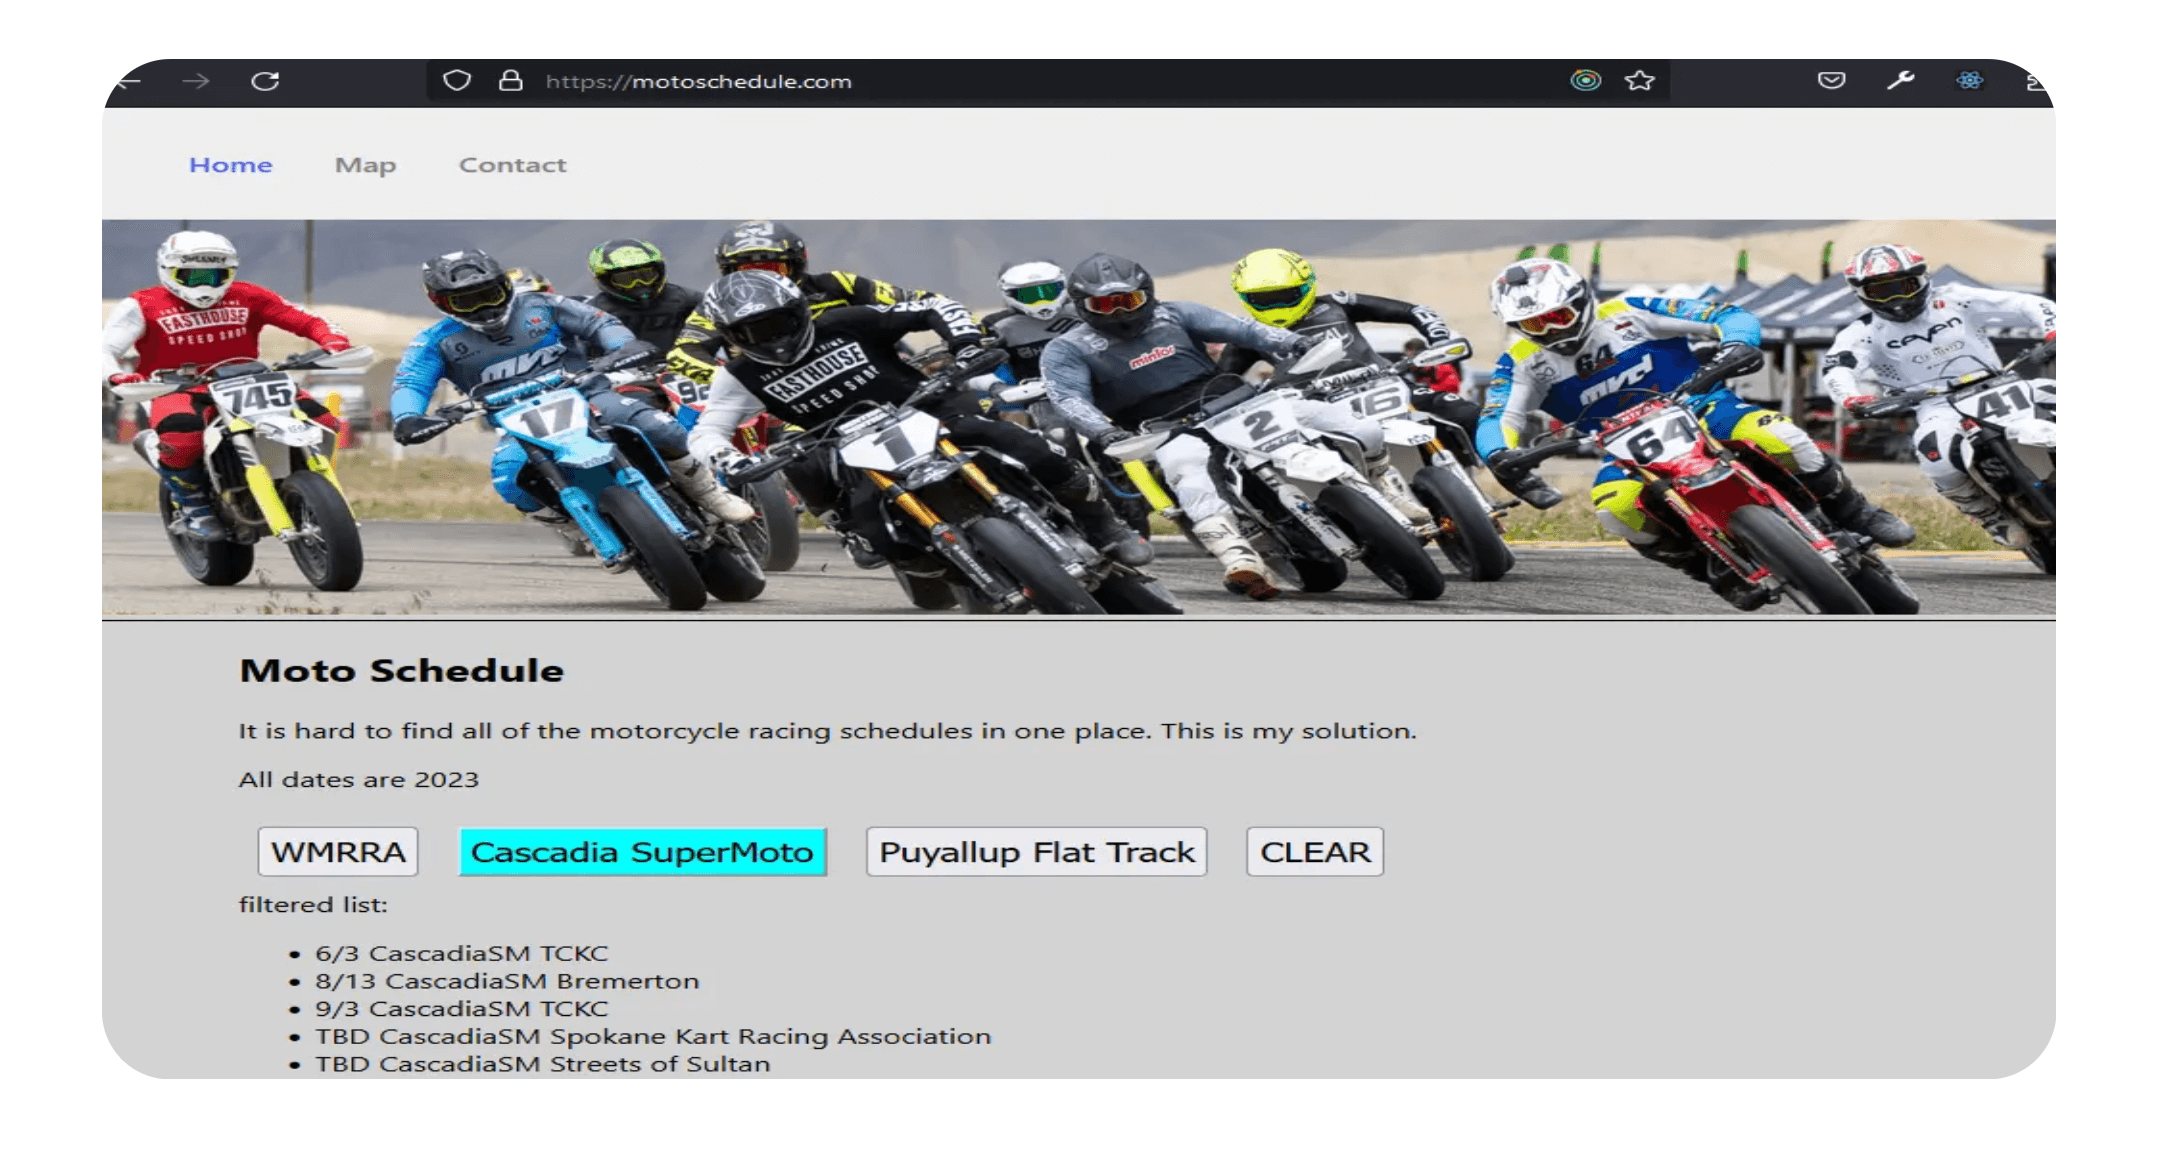 https://motoschedule.com
Home Map Contact
FASTHOUSE
SPEED SHOP
745
17
92
FASTHOUSE
SPEED SHOP
1
2
16
64
64
seven
41
Moto Schedule
It is hard to find all of the motorcycle racing schedules in one place. This is my solution.
All dates are 2023
WMRRA Cascadia SuperMoto Puyallup Flat Track CLEAR
filtered list:
• 6/3 CascadiaSM TCKC
• 8/13 CascadiaSM Bremerton
• 9/3 CascadiaSM TCKC
• TBD CascadiaSM Spokane Kart Racing Association
• TBD CascadiaSM Streets of Sultan